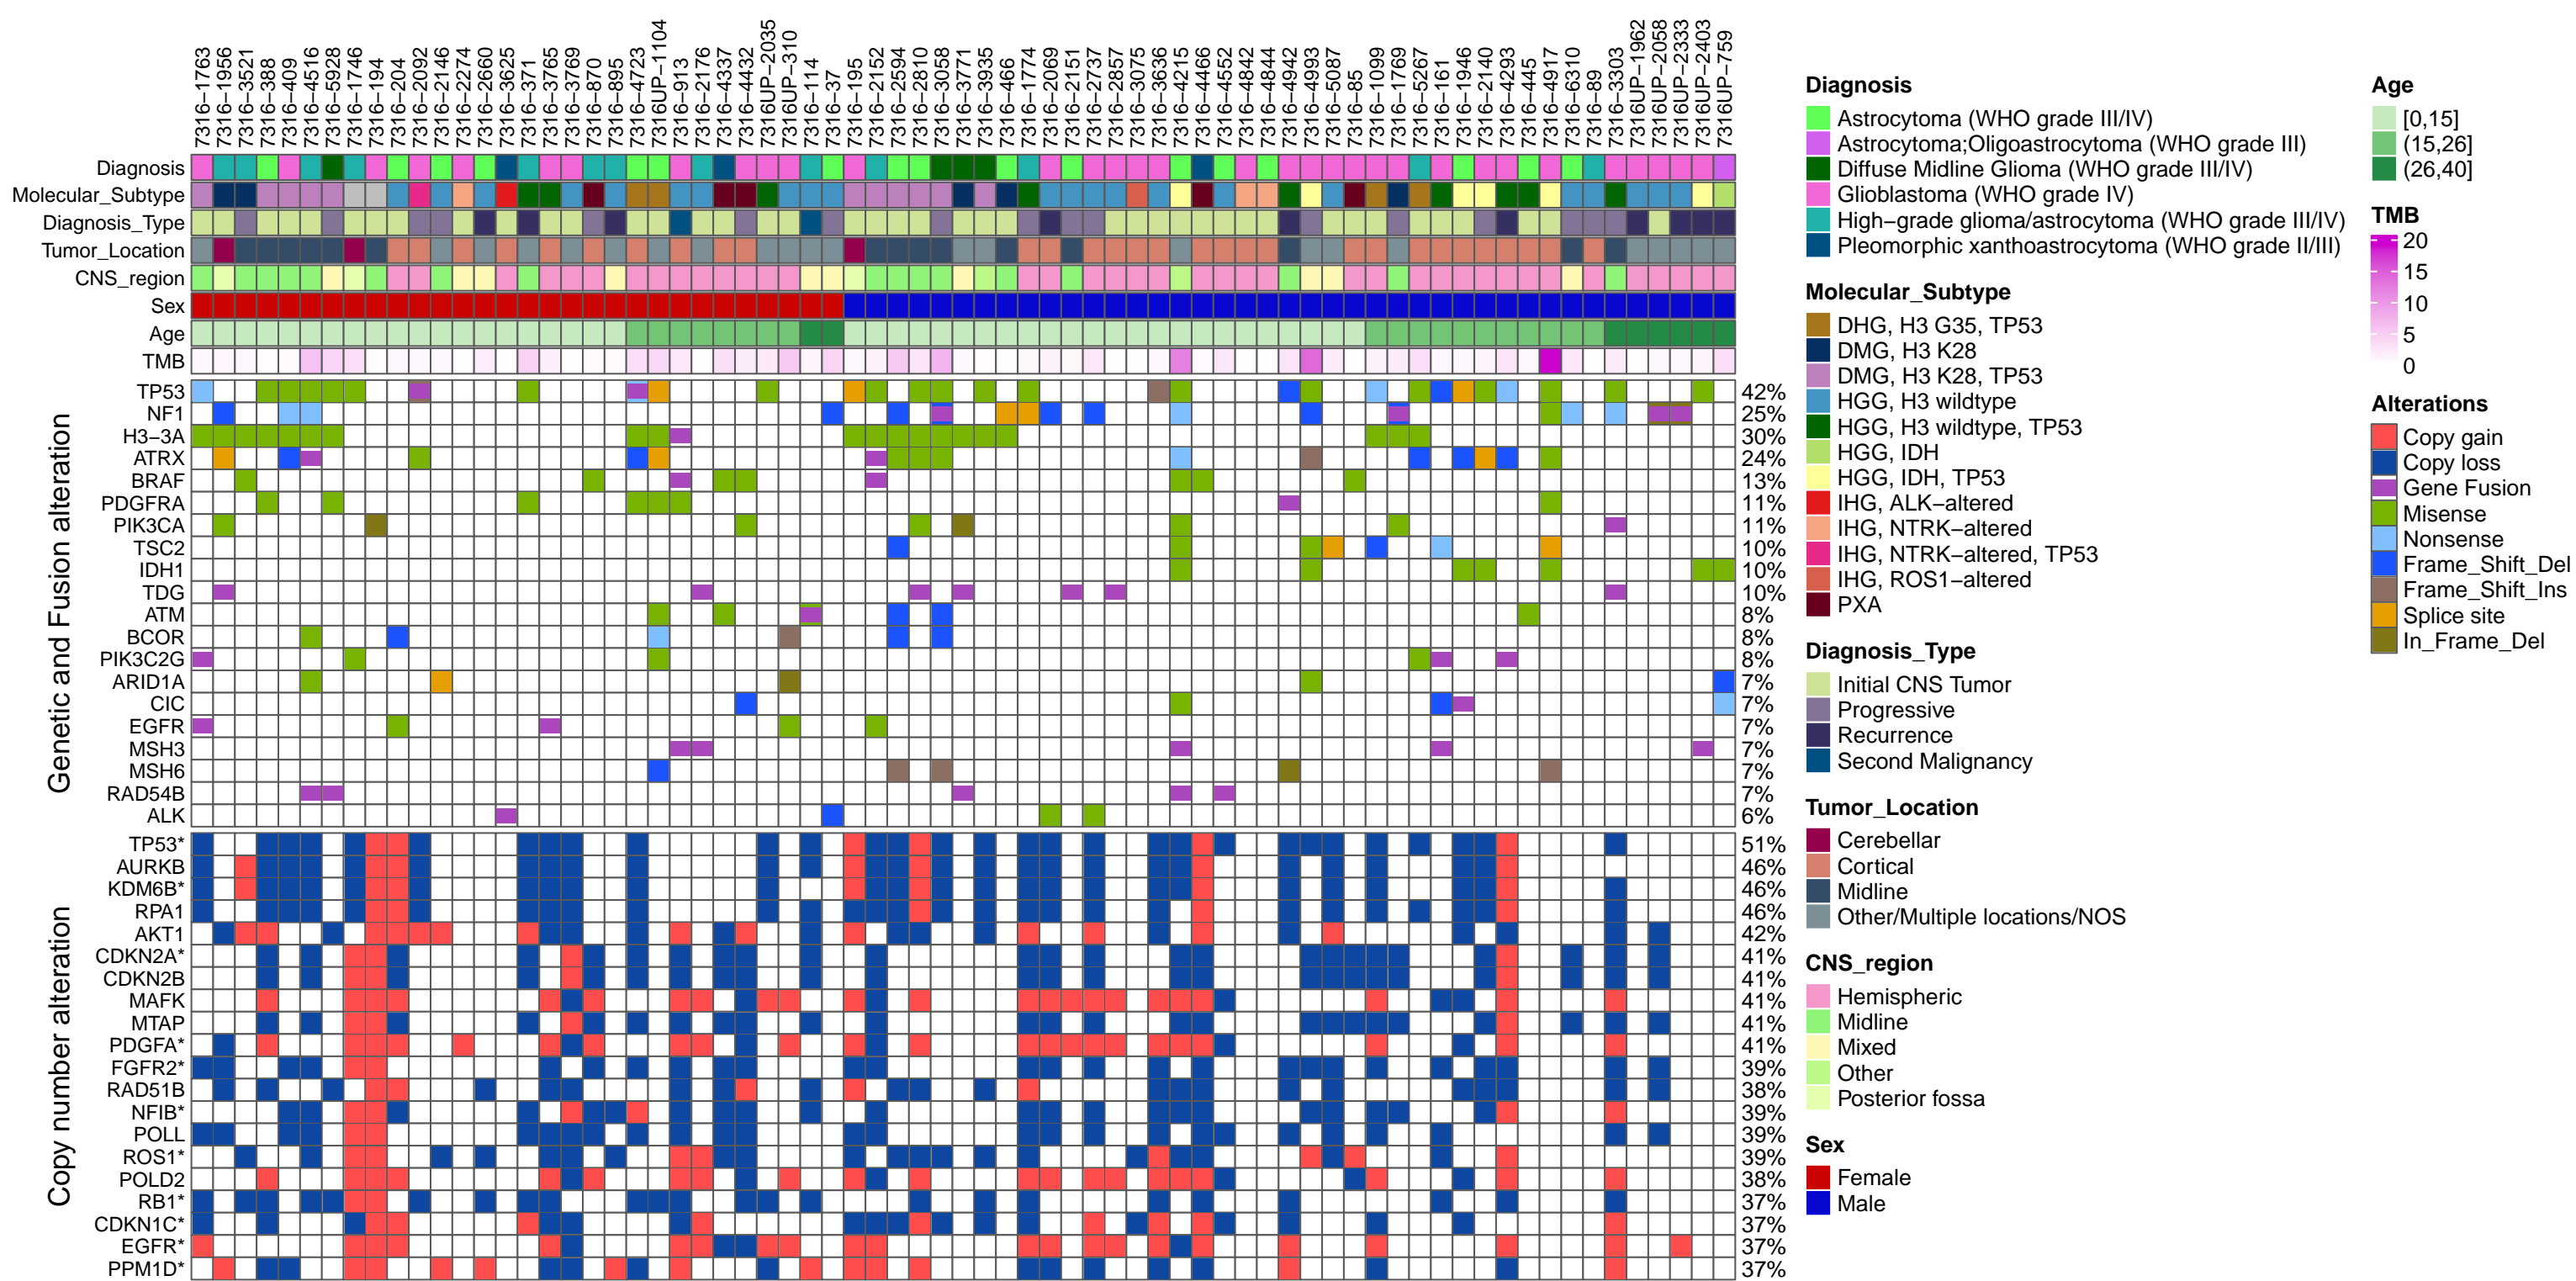 7316−1763
7316−1956
7316−3521
7316−388
7316−409
7316−4516
7316−5928
7316−1746
7316−194
7316−204
7316−2092
7316−2146
7316−2274
7316−2660
7316−3625
7316−371
7316−3765
7316−3769
7316−870
7316−895
7316−4723
7316UP−1104
7316−913
7316−2176
7316−4337
7316−4432
7316UP−2035
7316UP−310
7316−114
7316−37
7316−195
7316−2152
7316−2594
7316−2810
7316−3058
7316−3771
7316−3935
7316−466
7316−1774
7316−2069
7316−2151
7316−2737
7316−2857
7316−3075
7316−3636
7316−4215
7316−4466
7316−4552
7316−4842
7316−4844
7316−4942
7316−4993
7316−5087
7316−85
7316−1099
7316−1769
7316−5267
7316−161
7316−1946
7316−2140
7316−4293
7316−445
7316−4917
7316−6310
7316−89
7316−3303
7316UP−1962
7316UP−2058
7316UP−2333
7316UP−2403
7316UP−759
Diagnosis
Molecular_Subtype
Diagnosis_Type
Tumor_Location
CNS_region
Sex
Age
TMB
Genetic and Fusion alteration
TP53 42%
NF1 25%
H3−3A 30%
ATRX 24%
BRAF 13%
PDGFRA 11%
PIK3CA 11%
TSC2 10%
IDH1 10%
TDG 10%
ATM 8%
BCOR 8%
PIK3C2G 8%
ARID1A 7%
CIC 7%
EGFR 7%
MSH3 7%
MSH6 7%
RAD54B 7%
ALK 6%
Copy number alteration
TP53* 51%
AURKB 46%
KDM6B* 46%
RPA1 46%
AKT1 42%
CDKN2A* 41%
CDKN2B 41%
MAFK 41%
MTAP 41%
PDGFA* 41%
FGFR2* 39%
RAD51B 38%
NFIB* 39%
POLL 39%
ROS1* 39%
POLD2 38%
RB1* 37%
CDKN1C* 37%
EGFR* 37%
PPM1D* 37%
Diagnosis
Astrocytoma (WHO grade III/IV)
Astrocytoma;Oligoastrocytoma (WHO grade III)
Diffuse Midline Glioma (WHO grade III/IV)
Glioblastoma (WHO grade IV)
High−grade glioma/astrocytoma (WHO grade III/IV)
Pleomorphic xanthoastrocytoma (WHO grade II/III)
Molecular_Subtype
DHG, H3 G35, TP53
DMG, H3 K28
DMG, H3 K28, TP53
HGG, H3 wildtype
HGG, H3 wildtype, TP53
HGG, IDH
HGG, IDH, TP53
IHG, ALK−altered
IHG, NTRK−altered
IHG, NTRK−altered, TP53
IHG, ROS1−altered
PXA
Diagnosis_Type
Initial CNS Tumor
Progressive
Recurrence
Second Malignancy
Tumor_Location
Cerebellar
Cortical
Midline
Other/Multiple locations/NOS
CNS_region
Hemispheric
Midline
Mixed
Other
Posterior fossa
Sex
Female
Male
Age
[0,15]
(15,26]
(26,40]
TMB
20
15
10
5
0
Alterations
Copy gain
Copy loss
Gene Fusion
Misense
Nonsense
Frame_Shift_Del
Frame_Shift_Ins
Splice site
In_Frame_Del